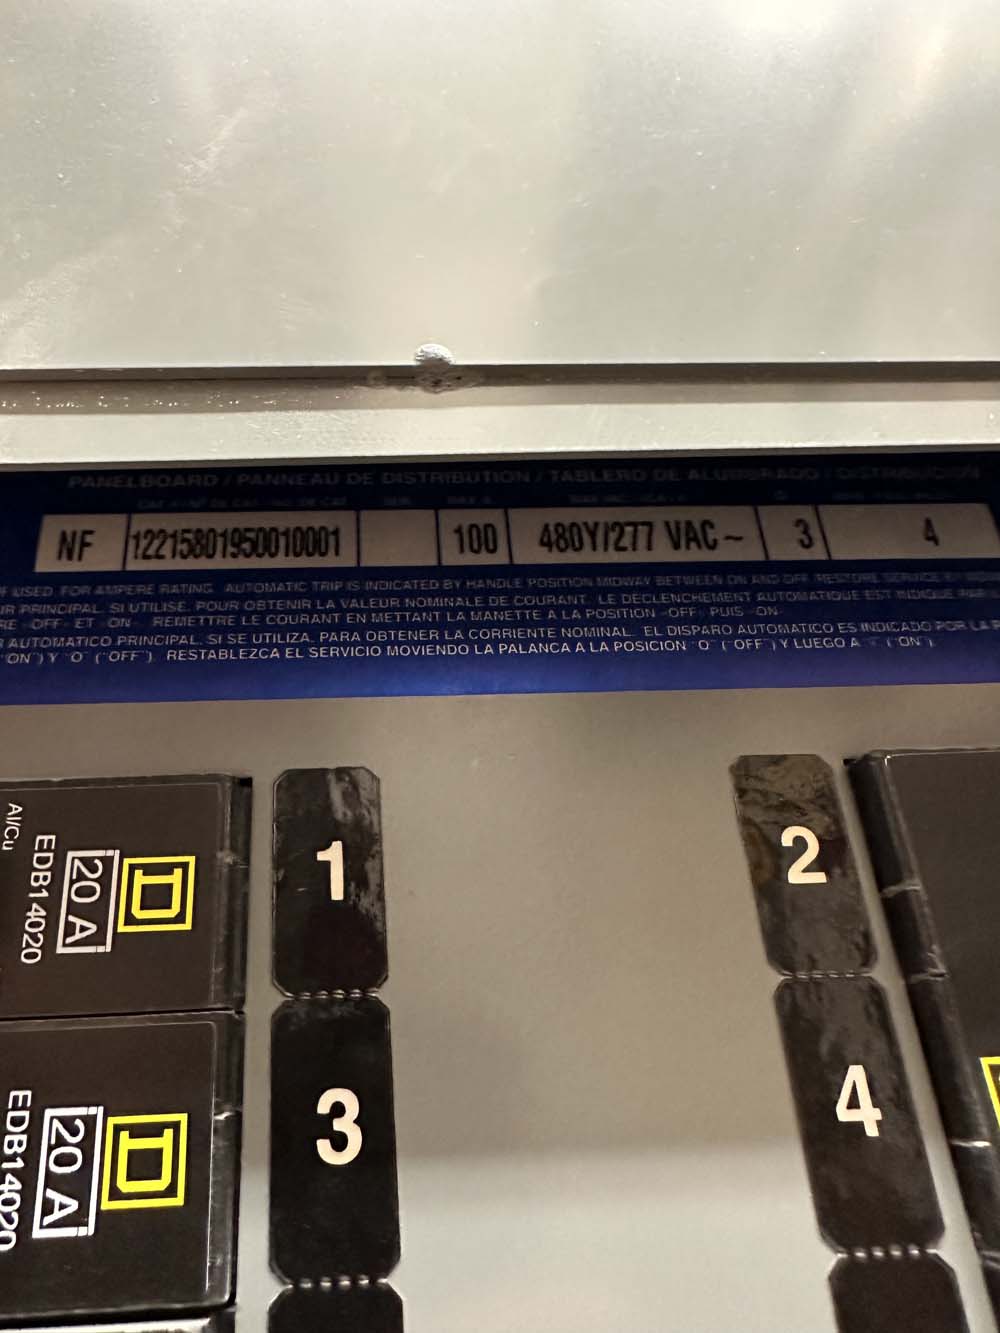 PANELBOARD / PANNEAU DE DISTRIBUTION / TABLERO DE ALUMBRADO / DISTRIBUCION
NF 12215801950010001 100 480Y/277 VAC~ 3 4
USED. FOR AMPERE RATING. AUTOMATIC TRIP IS INDICATED BY HANDLE POSITION MIDWAY BETWEEN ON AND OFF. RESTORE SERVICE
PRINCIPAL. SI UTILISE. POUR OBTENIR LA VALEUR NOMINALE DE COURANT. LE DECLENCHEMENT AUTOMATIQUE EST INDIQUE PAR
RE -OFF- ET -ON-. REMETTRE LE COURANT EN METTANT LA MANETTE A LA POSITION -OFF- PUIS -ON-
AUTOMATICO PRINCIPAL. SI SE UTILIZA. PARA OBTENER LA CORRIENTE NOMINAL. EL DISPARO AUTOMATICO ES INDICADO POR LA
"ON") Y "O" ("OFF"). RESTABLEZCA EL SERVICIO MOVIENDO LA PALANCA A LA POSICION "O" ("OFF") Y LUEGO A "I" ("ON").
1
2
Al/Cu
EDB14020
20 A
D
3
4
EDB14020
20 A
D